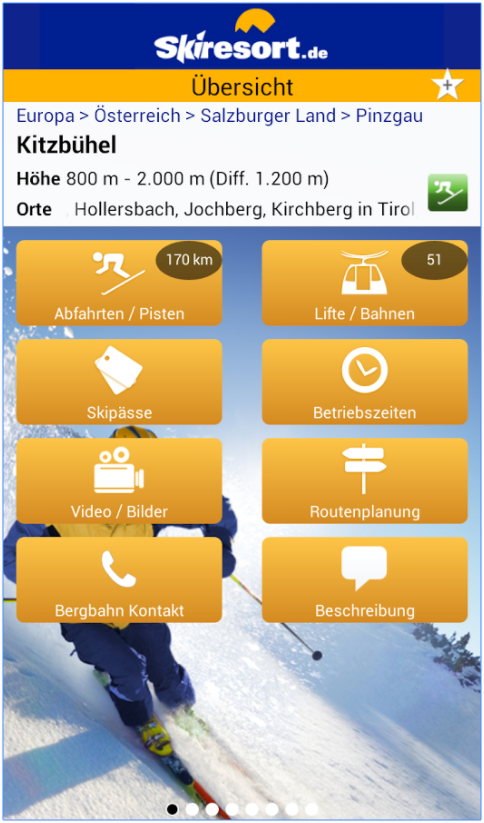 Skiresort.de
Übersicht
Europa > Österreich > Salzburger Land > Pinzgau
Kitzbühel
Höhe 800 m - 2.000 m (Diff. 1.200 m)
Orte Hollersbach, Jochberg, Kirchberg in Tirol
170 km
51
Abfahrten / Pisten
Lifte / Bahnen
Skipässe
Betriebszeiten
Video / Bilder
Routenplanung
Bergbahn Kontakt
Beschreibung